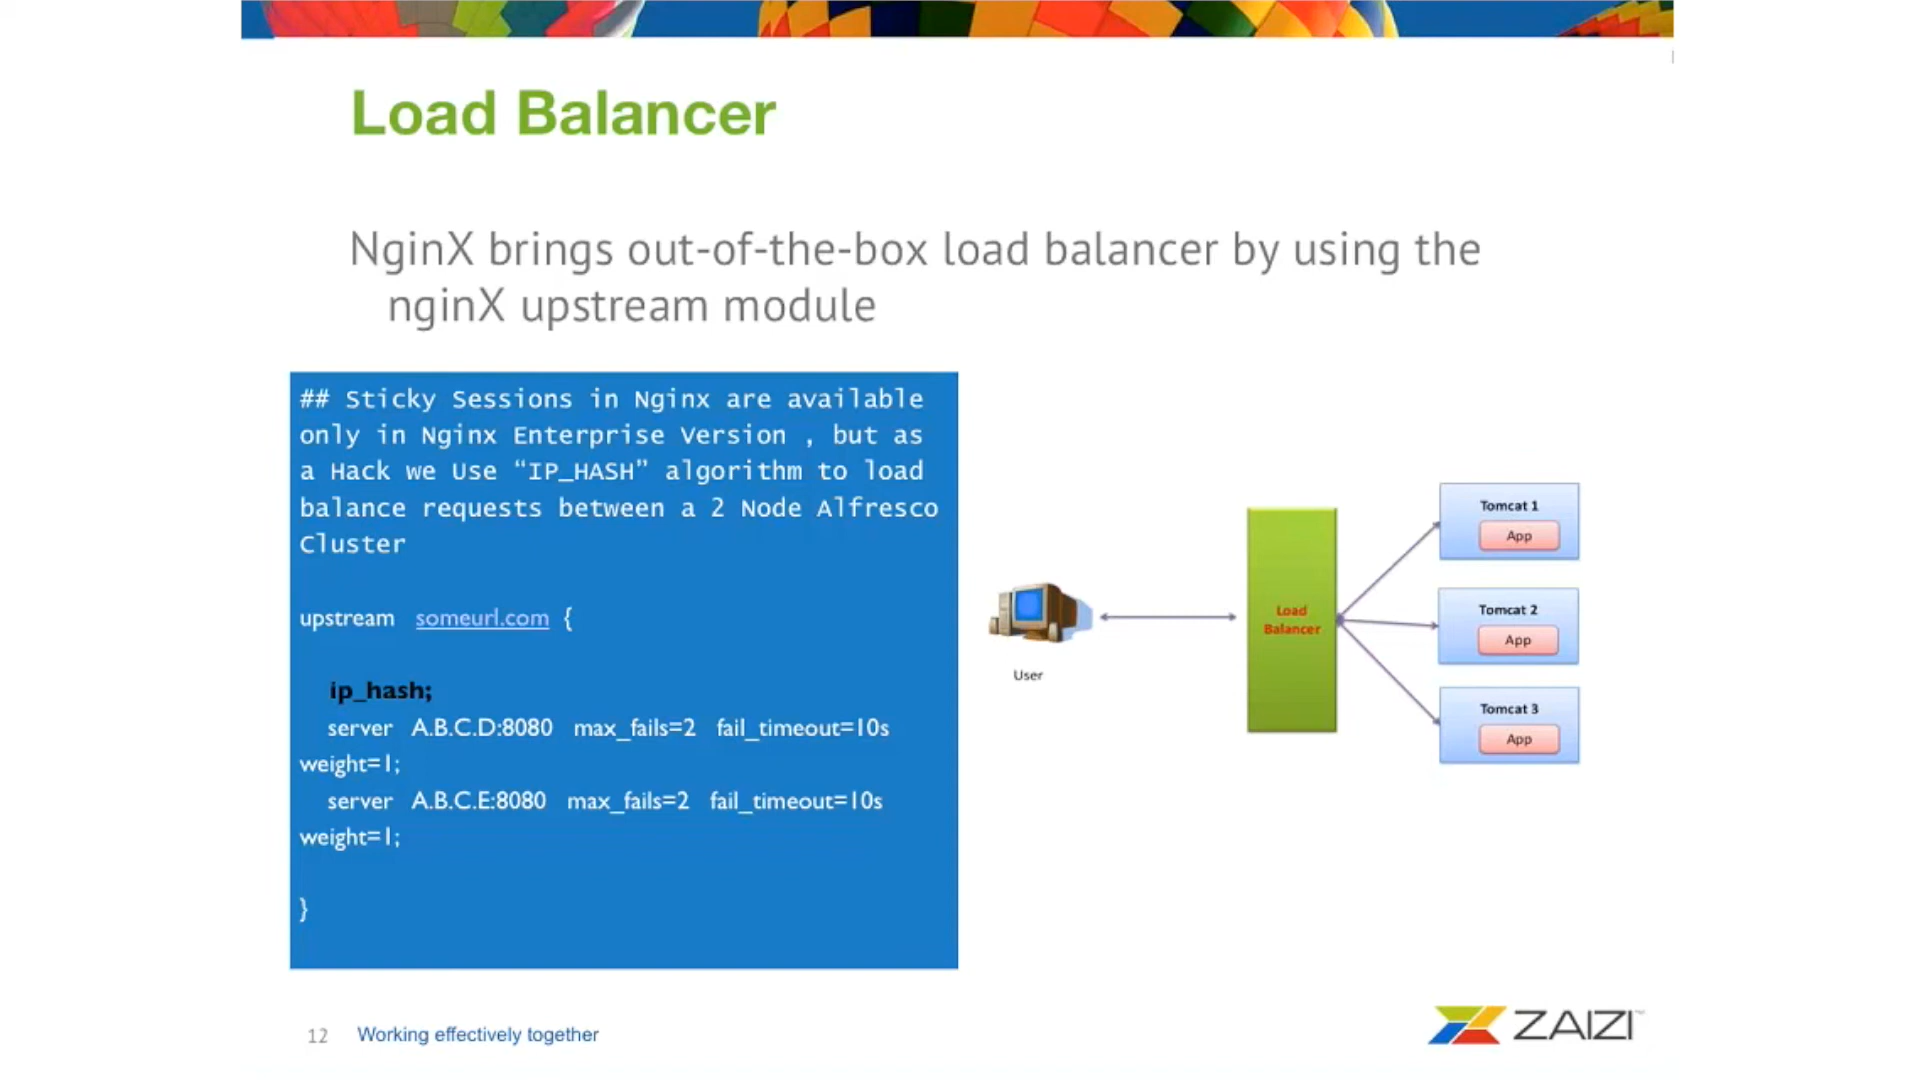 Load Balancer
NginX brings out-of-the-box load balancer by using the
nginX upstream module
## Sticky Sessions in Nginx are available
only in Nginx Enterprise Version , but as
a Hack we Use “IP_HASH” algorithm to load
balance requests between a 2 Node Alfresco
Cluster
upstream someurl.com {
ip_hash;
server A.B.C.D:8080 max_fails=2 fail_timeout=10s
weight=1;
server A.B.C.E:8080 max_fails=2 fail_timeout=10s
weight=1;
}
User
Load
Balancer
Tomcat 1
App
Tomcat 2
App
Tomcat 3
App
12 Working effectively together
ZAIZI™